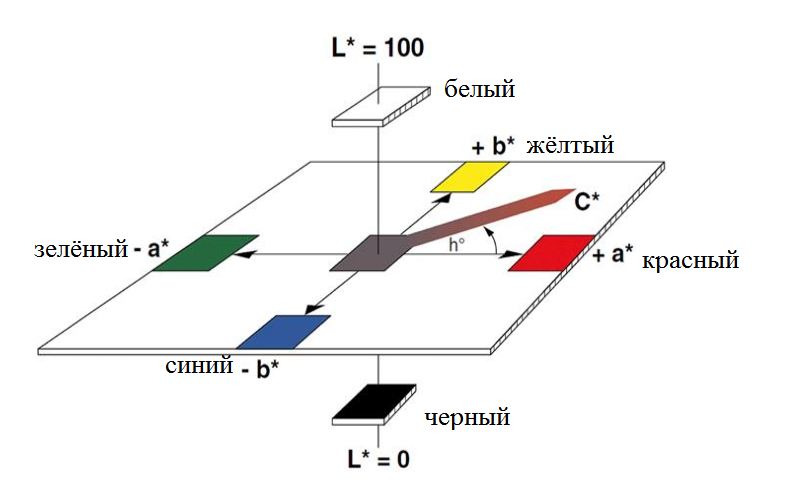 L* = 100
белый
+ b* жёлтый
C*
зелёный - a*
h°
+ a* красный
синий - b*
черный
L* = 0